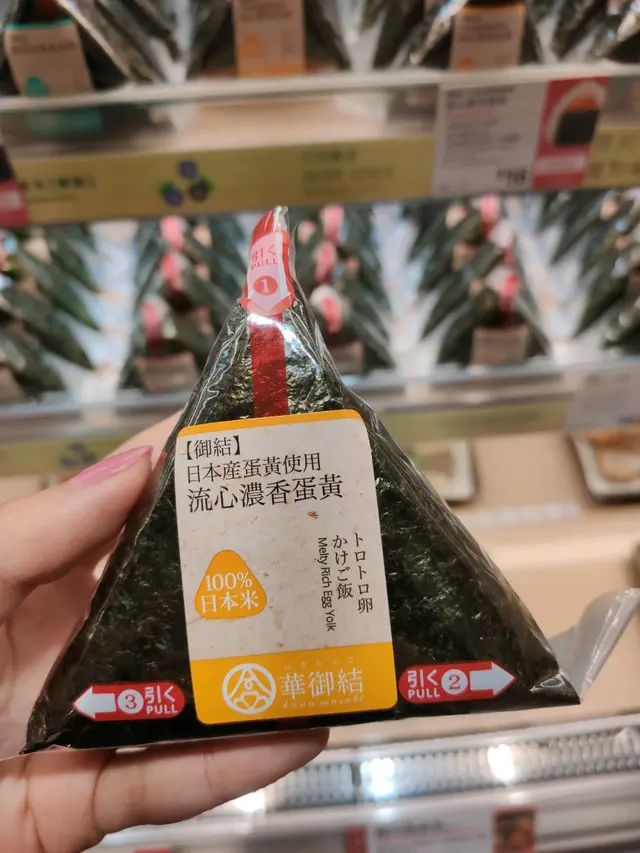 引く
PULL
1
【御結】
日本産蛋黃使用
流心濃香蛋黃
トロトロ卵
かけご飯
Melty Rich Egg Yolk
100%
日本米
華御結
hana-musubi
3 引く
PULL
引く 2
PULL